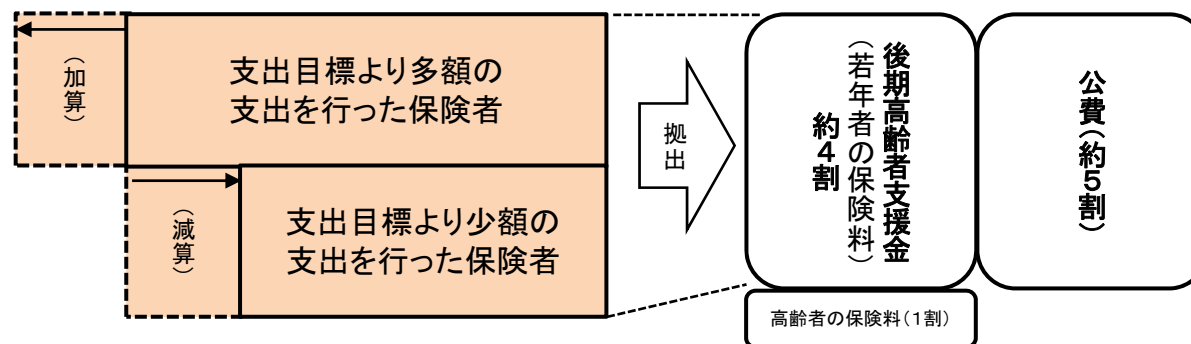 (加算)
支出目標より多額の
支出を行った保険者
(減算)
支出目標より少額の
支出を行った保険者
拠出
後期高齢者支援金
(若年者の保険料)
約4割
公費(約5割)
高齢者の保険料(1割)